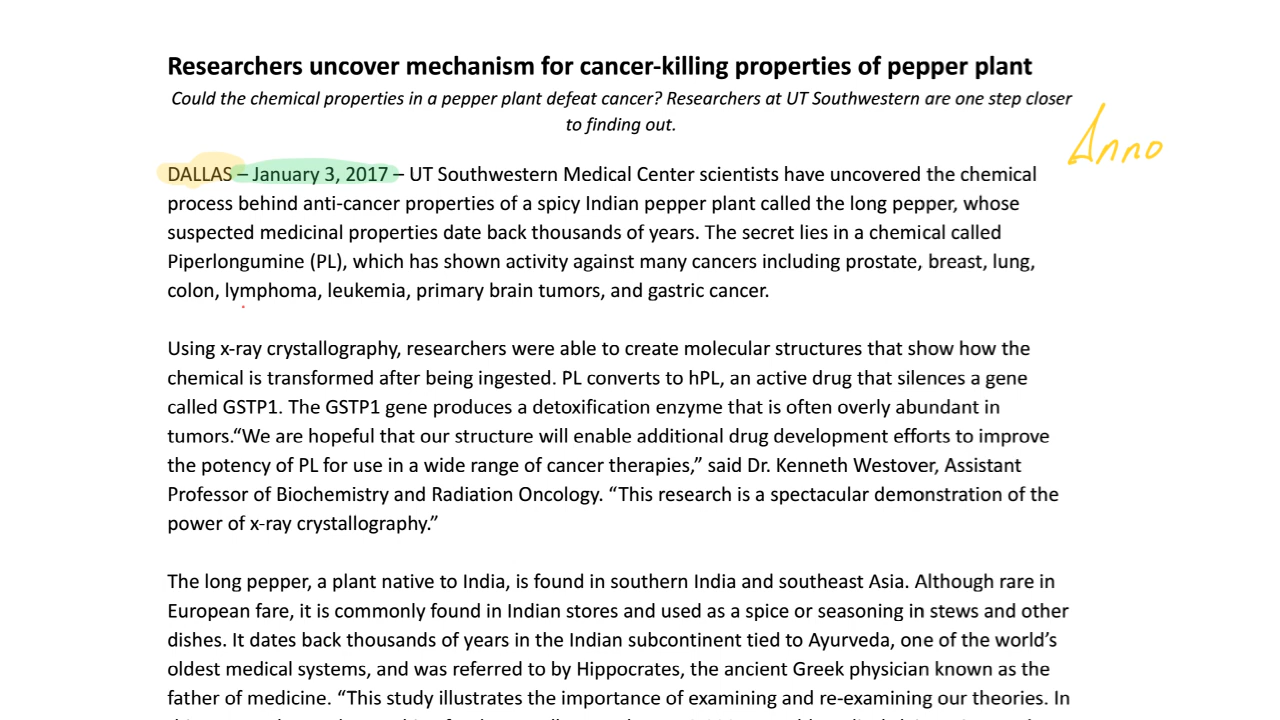 Researchers uncover mechanism for cancer-killing properties of pepper plant
Could the chemical properties in a pepper plant defeat cancer? Researchers at UT Southwestern are one step closer
to finding out.
Anno
DALLAS – January 3, 2017 – UT Southwestern Medical Center scientists have uncovered the chemical
process behind anti-cancer properties of a spicy Indian pepper plant called the long pepper, whose
suspected medicinal properties date back thousands of years. The secret lies in a chemical called
Piperlongumine (PL), which has shown activity against many cancers including prostate, breast, lung,
colon, lymphoma, leukemia, primary brain tumors, and gastric cancer.
Using x-ray crystallography, researchers were able to create molecular structures that show how the
chemical is transformed after being ingested. PL converts to hPL, an active drug that silences a gene
called GSTP1. The GSTP1 gene produces a detoxification enzyme that is often overly abundant in
tumors.“We are hopeful that our structure will enable additional drug development efforts to improve
the potency of PL for use in a wide range of cancer therapies,” said Dr. Kenneth Westover, Assistant
Professor of Biochemistry and Radiation Oncology. “This research is a spectacular demonstration of the
power of x-ray crystallography.”
The long pepper, a plant native to India, is found in southern India and southeast Asia. Although rare in
European fare, it is commonly found in Indian stores and used as a spice or seasoning in stews and other
dishes. It dates back thousands of years in the Indian subcontinent tied to Ayurveda, one of the world’s
oldest medical systems, and was referred to by Hippocrates, the ancient Greek physician known as the
father of medicine. “This study illustrates the importance of examining and re-examining our theories. In